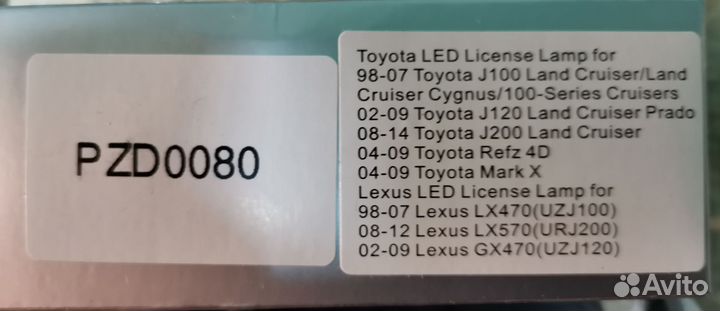 PZD0080
Toyota LED License Lamp for
98-07 Toyota J100 Land Cruiser/Land
Cruiser Cygnus/100-Series Cruisers
02-09 Toyota J120 Land Cruiser Prado
08-14 Toyota J200 Land Cruiser
04-09 Toyota Refz 4D
04-09 Toyota Mark X
Lexus LED License Lamp for
98-07 Lexus LX470(UZJ100)
08-12 Lexus LX570(URJ200)
02-09 Lexus GX470(UZJ120)
Avito